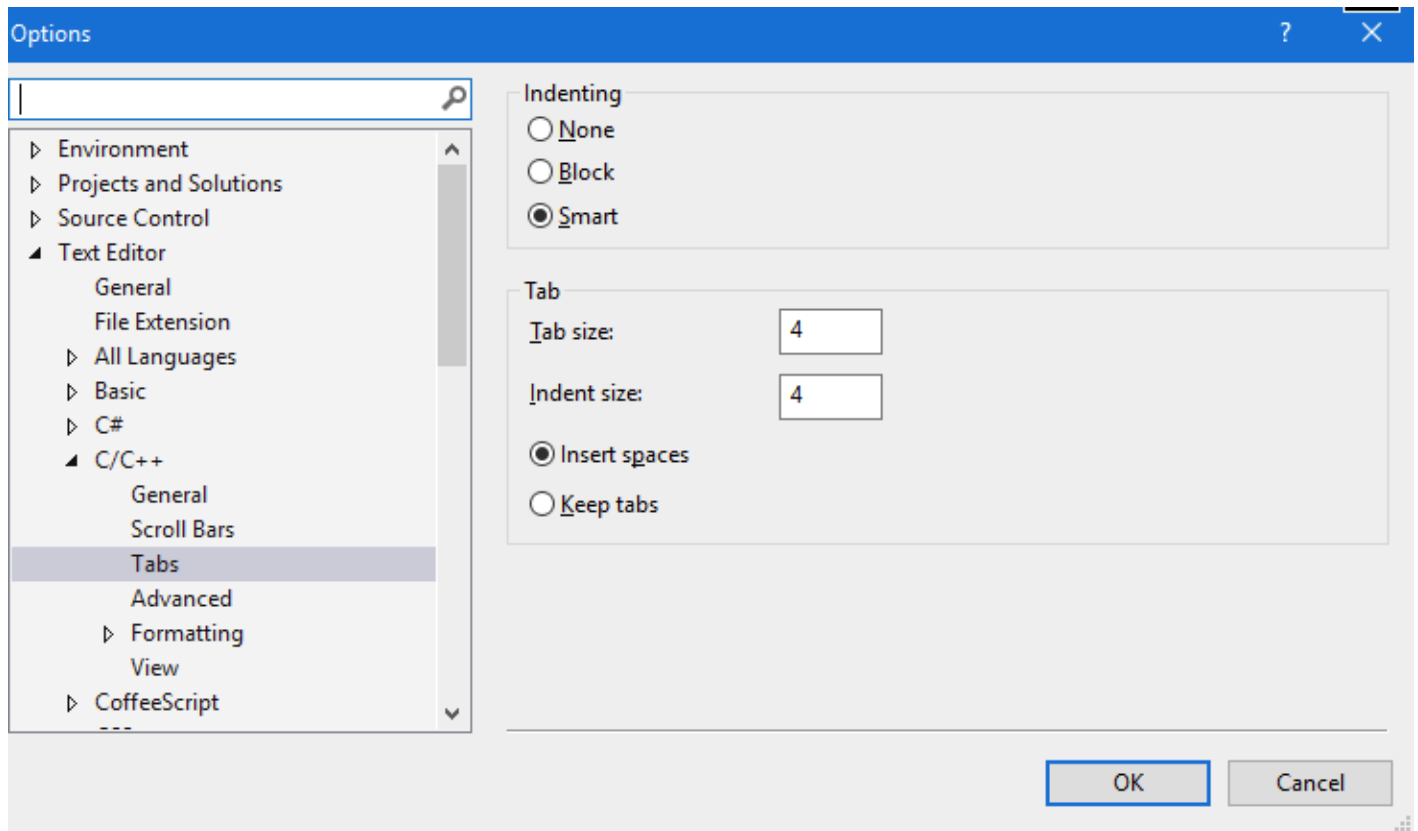 Options
?
Environment
Projects and Solutions
Source Control
Text Editor
General
File Extension
All Languages
Basic
C#
C/C++
General
Scroll Bars
Tabs
Advanced
Formatting
View
CoffeeScript
Indenting
None
Block
Smart
Tab
Tab size: 4
Indent size: 4
Insert spaces
Keep tabs
OK
Cancel